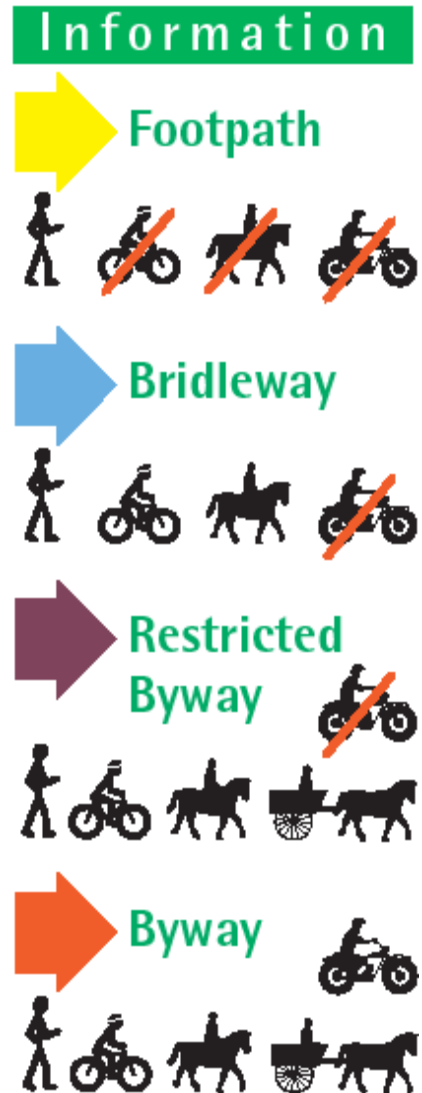 Information
Footpath
Bridleway
Restricted
Byway
Byway